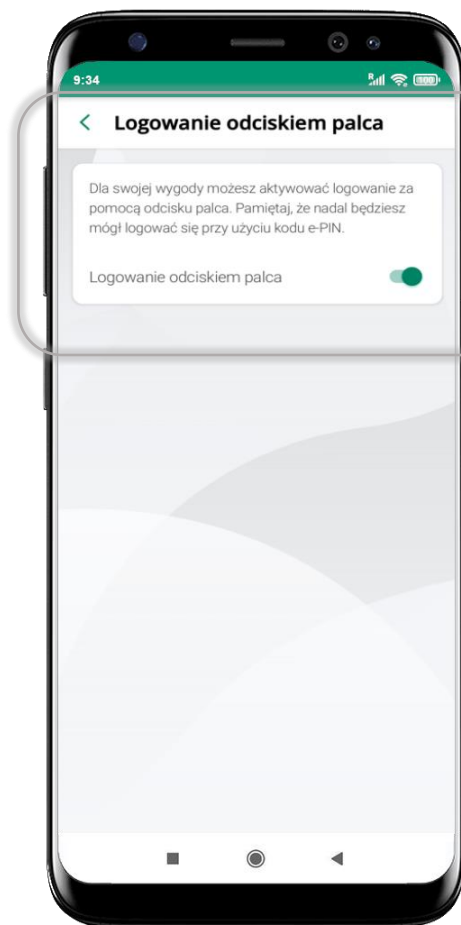 9:34
R
100
Logowanie odciskiem palca
Dla swojej wygody możesz aktywować logowanie za
pomocą odcisku palca. Pamiętaj, że nadal będziesz
mógł logować się przy użyciu kodu e-PIN.
Logowanie odciskiem palca